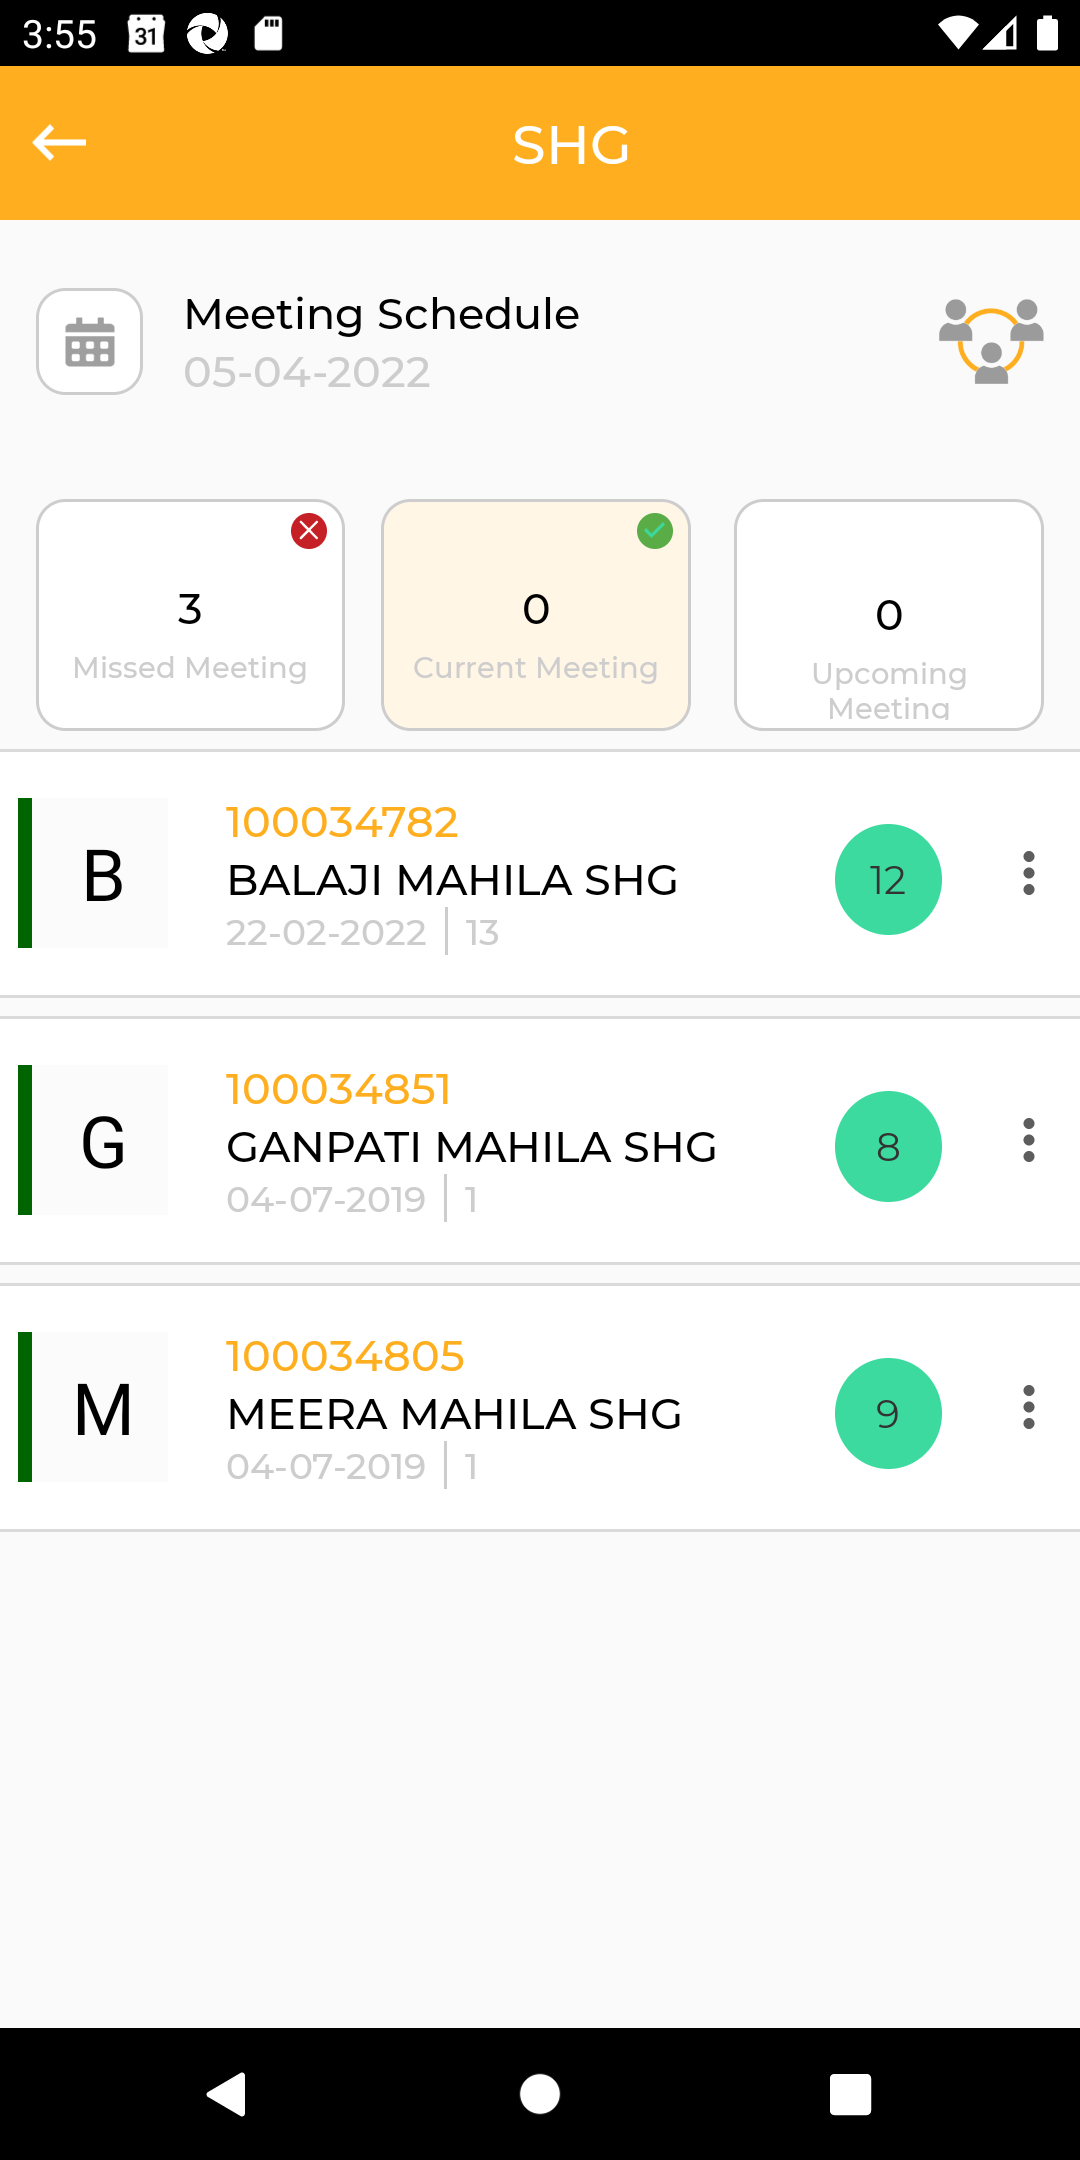 3:55 31
SHG
Meeting Schedule
05-04-2022
3
Missed Meeting
0
Current Meeting
0
Upcoming
Meeting
B
100034782
BALAJI MAHILA SHG
22-02-2022 | 13
12
G
100034851
GANPATI MAHILA SHG
04-07-2019 | 1
8
M
100034805
MEERA MAHILA SHG
04-07-2019 | 1
9